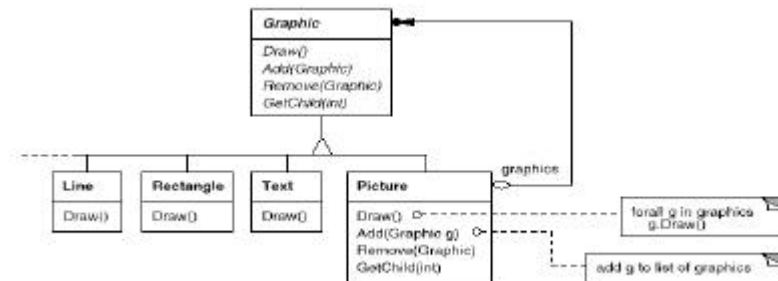 Graphic
Draw()
Add(Graphic)
Remove(Graphic)
GetChild(int)
graphics
Line
Draw()
Rectangle
Draw()
Text
Draw()
Picture
Draw()
Add(Graphic g)
Remove(Graphic)
GetChild(int)
forall g in graphics
g.Draw()
add g to list of graphics